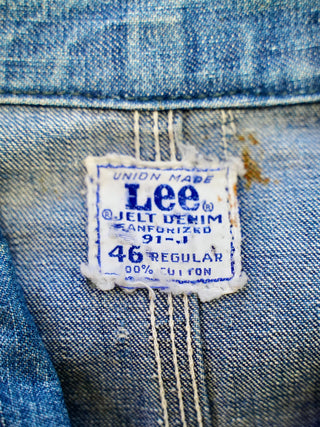 UNION MADE
Lee®
® JELT DENIM
SANFORIZED
91-J
46 REGULAR
100% COTTON